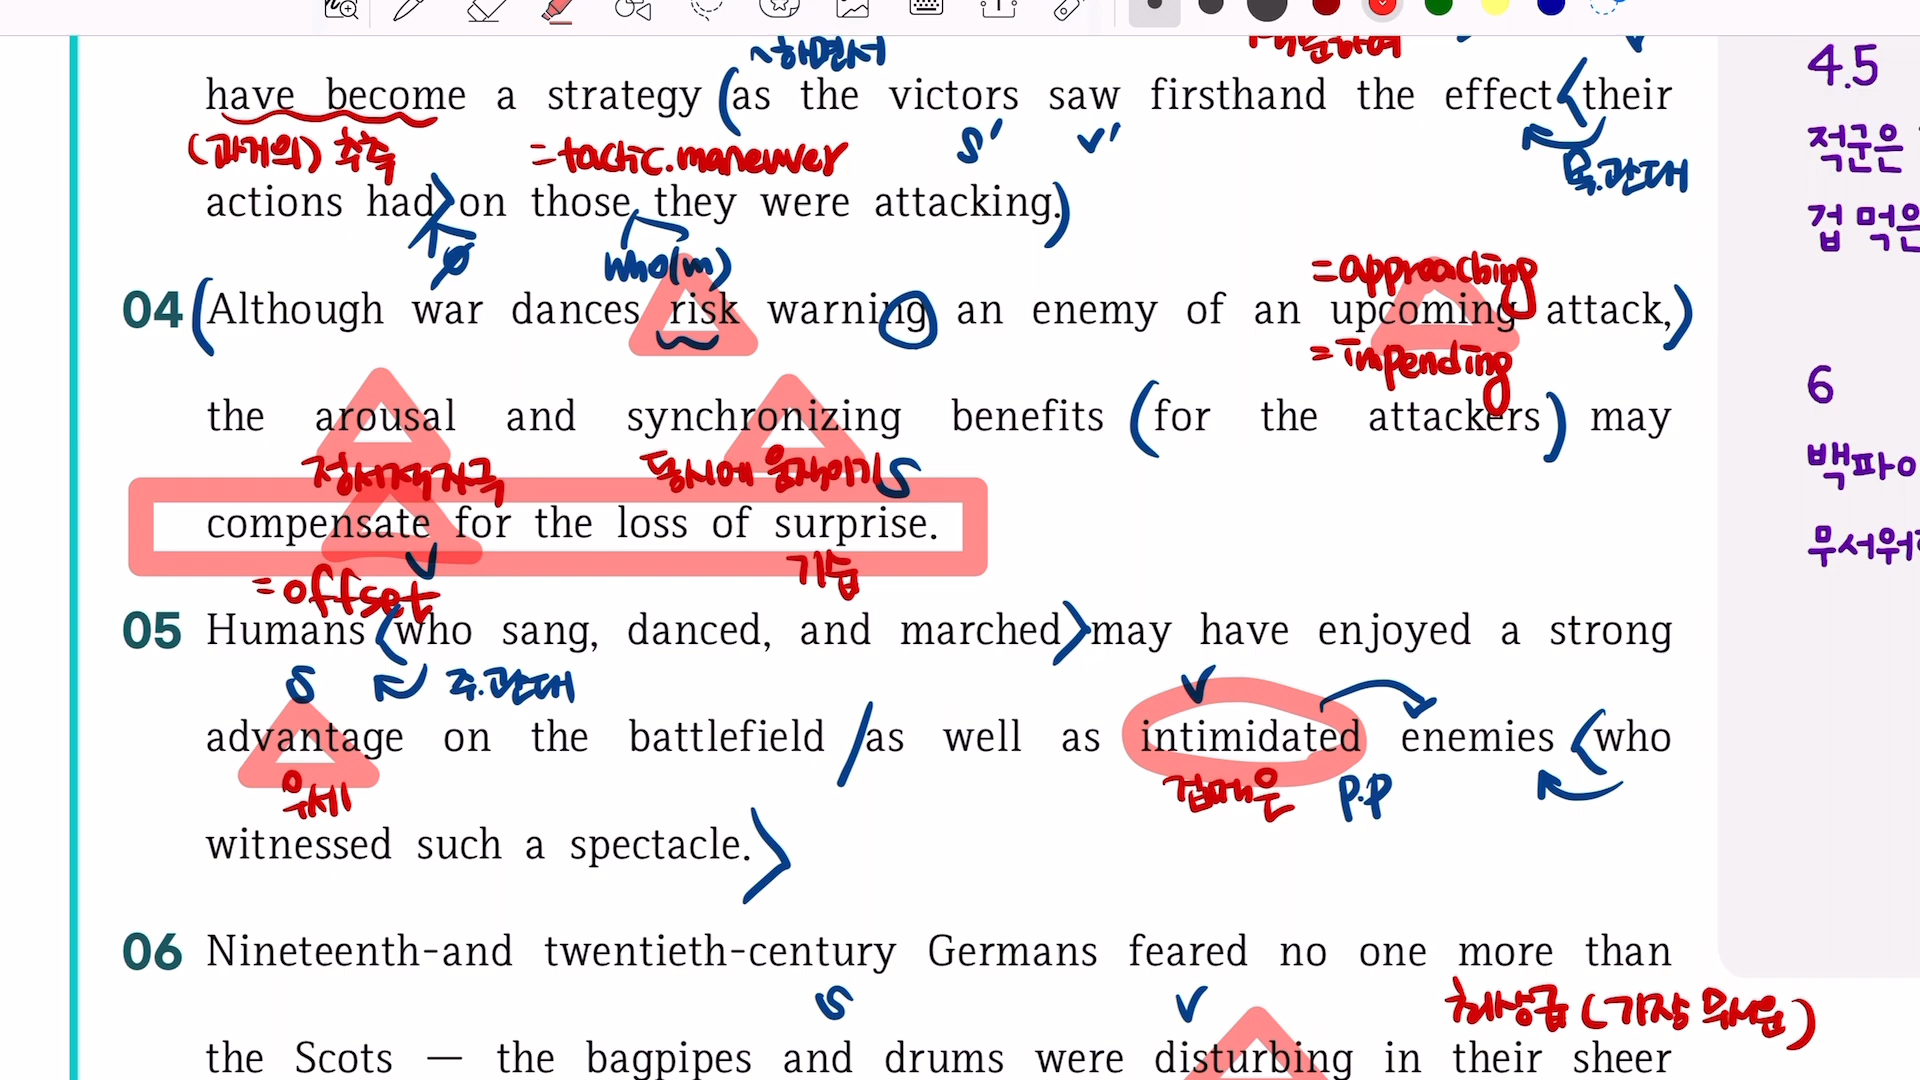 ~하면서
have become a strategy (as the victors saw firsthand the effect <their
(과거의) 추측 = tactic. maneuver s' v' 목.관대
actions had> on those they were attacking.)
who(m)
= approaching
04 (Although war dances risk warning an enemy of an upcoming attack,)
= impending
the arousal and synchronizing benefits (for the attackers) may
정서적 자극 동시에 움직이기 S
compensate for the loss of surprise.
= offset V 기습
05 Humans <who sang, danced, and marched> may have enjoyed a strong
S 주.관대 V
advantage on the battlefield / as well as intimidated enemies <who
우세 겁먹은 P.P
witnessed such a spectacle.>
06 Nineteenth-and twentieth-century Germans feared no one more than
S V 최상급 (가장 무서운)
the Scots — the bagpipes and drums were disturbing in their sheer
4.5
적군은
겁 먹은
6
백파이
무서워